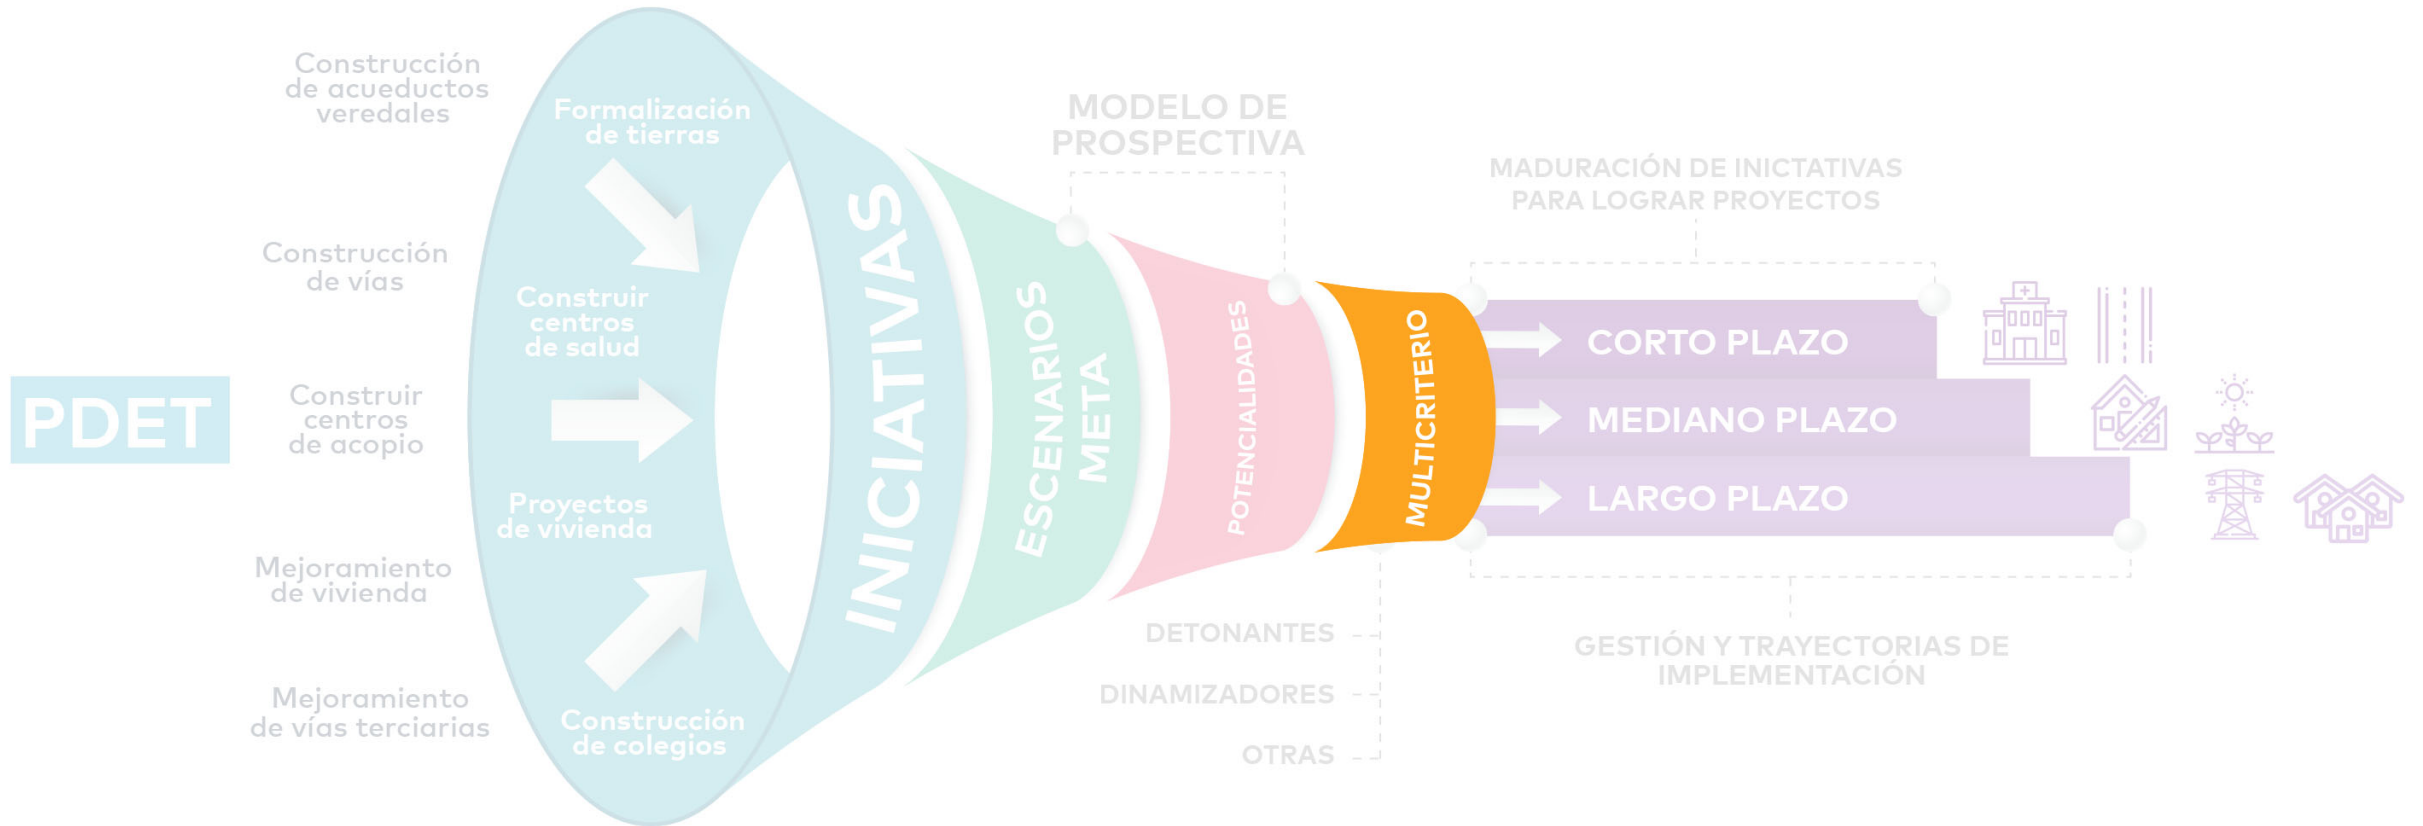 PDET
Construcción
de acueductos
veredales
Construcción
de vías
Construir
centros
de acopio
Mejoramiento
de vivienda
Mejoramiento
de vías terciarias
Formalización
de tierras
Construir
centros
de salud
Proyectos
de vivienda
Construcción
de colegios
INICIATIVAS
ESCENARIOS
META
MODELO DE
PROSPECTIVA
POTENCIALIDADES
MULTICRITERIO
DETONANTES
DINAMIZADORES
OTRAS
MADURACIÓN DE INICTATIVAS
PARA LOGRAR PROYECTOS
CORTO PLAZO
MEDIANO PLAZO
LARGO PLAZO
GESTIÓN Y TRAYECTORIAS DE
IMPLEMENTACIÓN